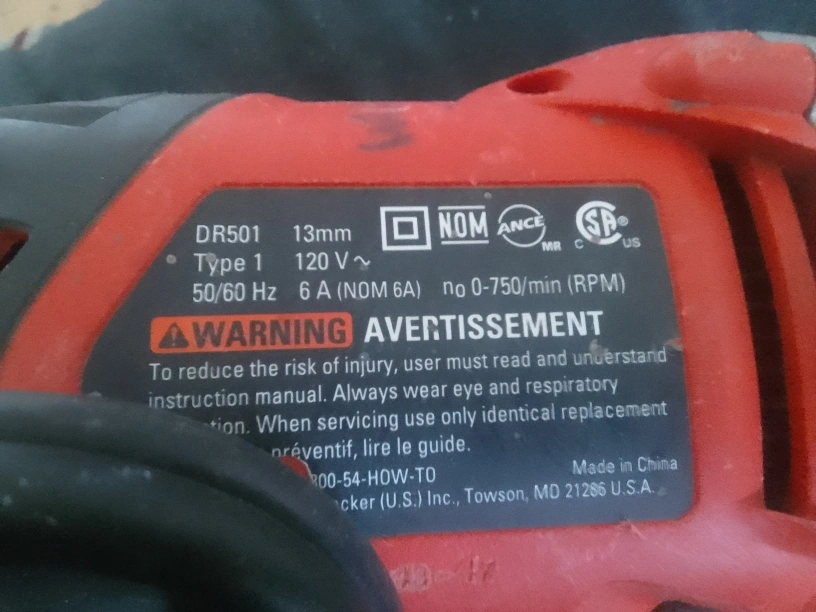 DR501 13mm NOM ANCE MR SA® C US
Type 1 120 V ~
50/60 Hz 6 A (NOM 6A) no 0-750/min (RPM)
WARNING AVERTISSEMENT
To reduce the risk of injury, user must read and understand
instruction manual. Always wear eye and respiratory
When servicing use only identical replacement
préventif, lire le guide.
800-54-HOW-TO Made in China
(U.S.) Inc., Towson, MD 21286 U.S.A.